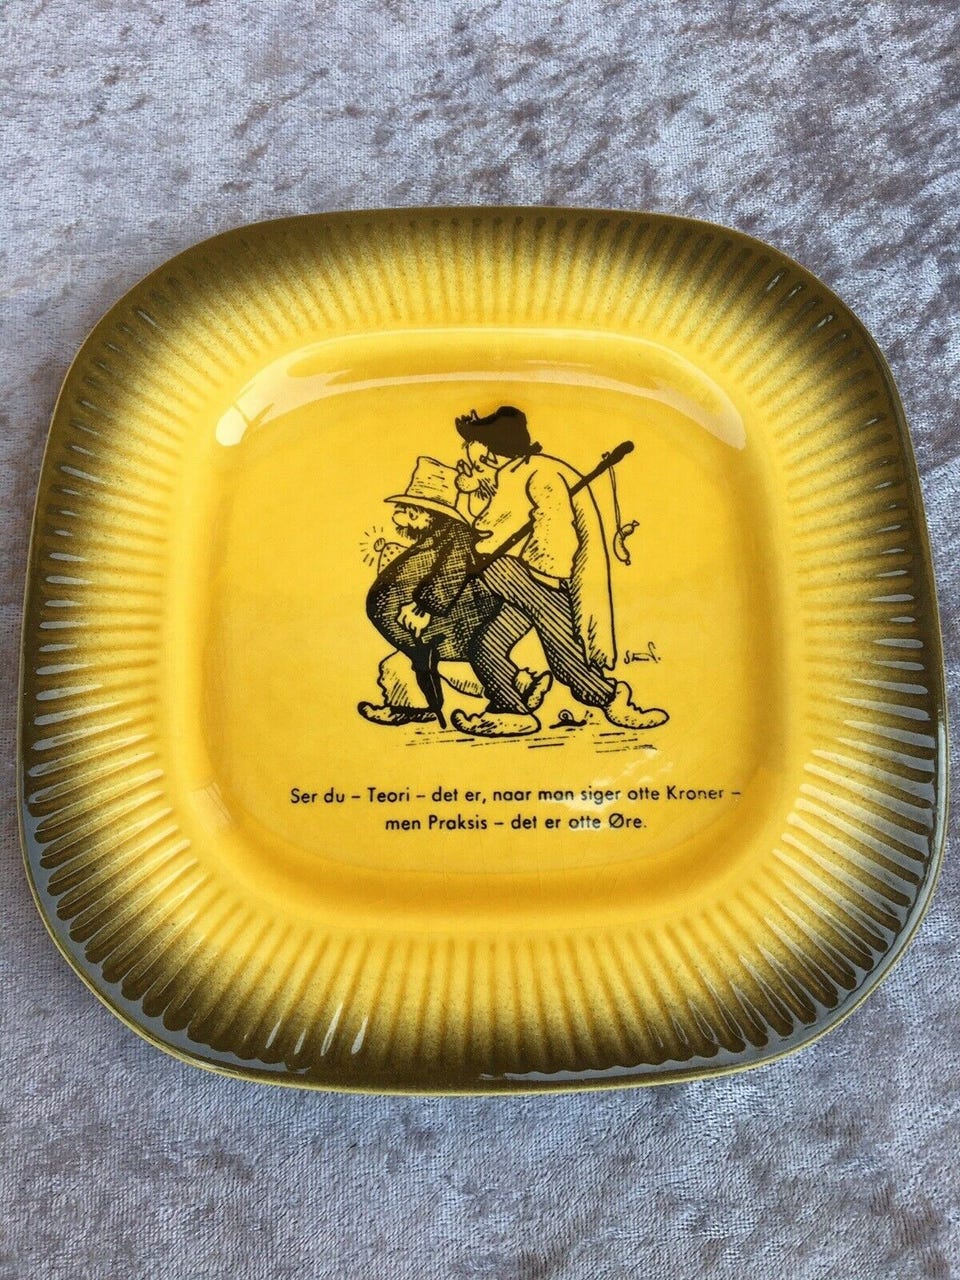 Ser du – Teori – det er, naar man siger otte Kroner –
men Praksis – det er otte Øre.